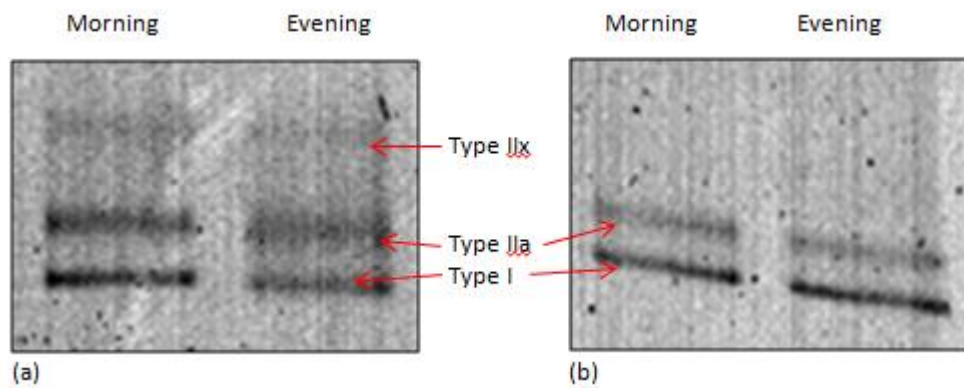 Morning Evening Morning Evening
Type IIx
Type IIa
Type I
(a) (b)